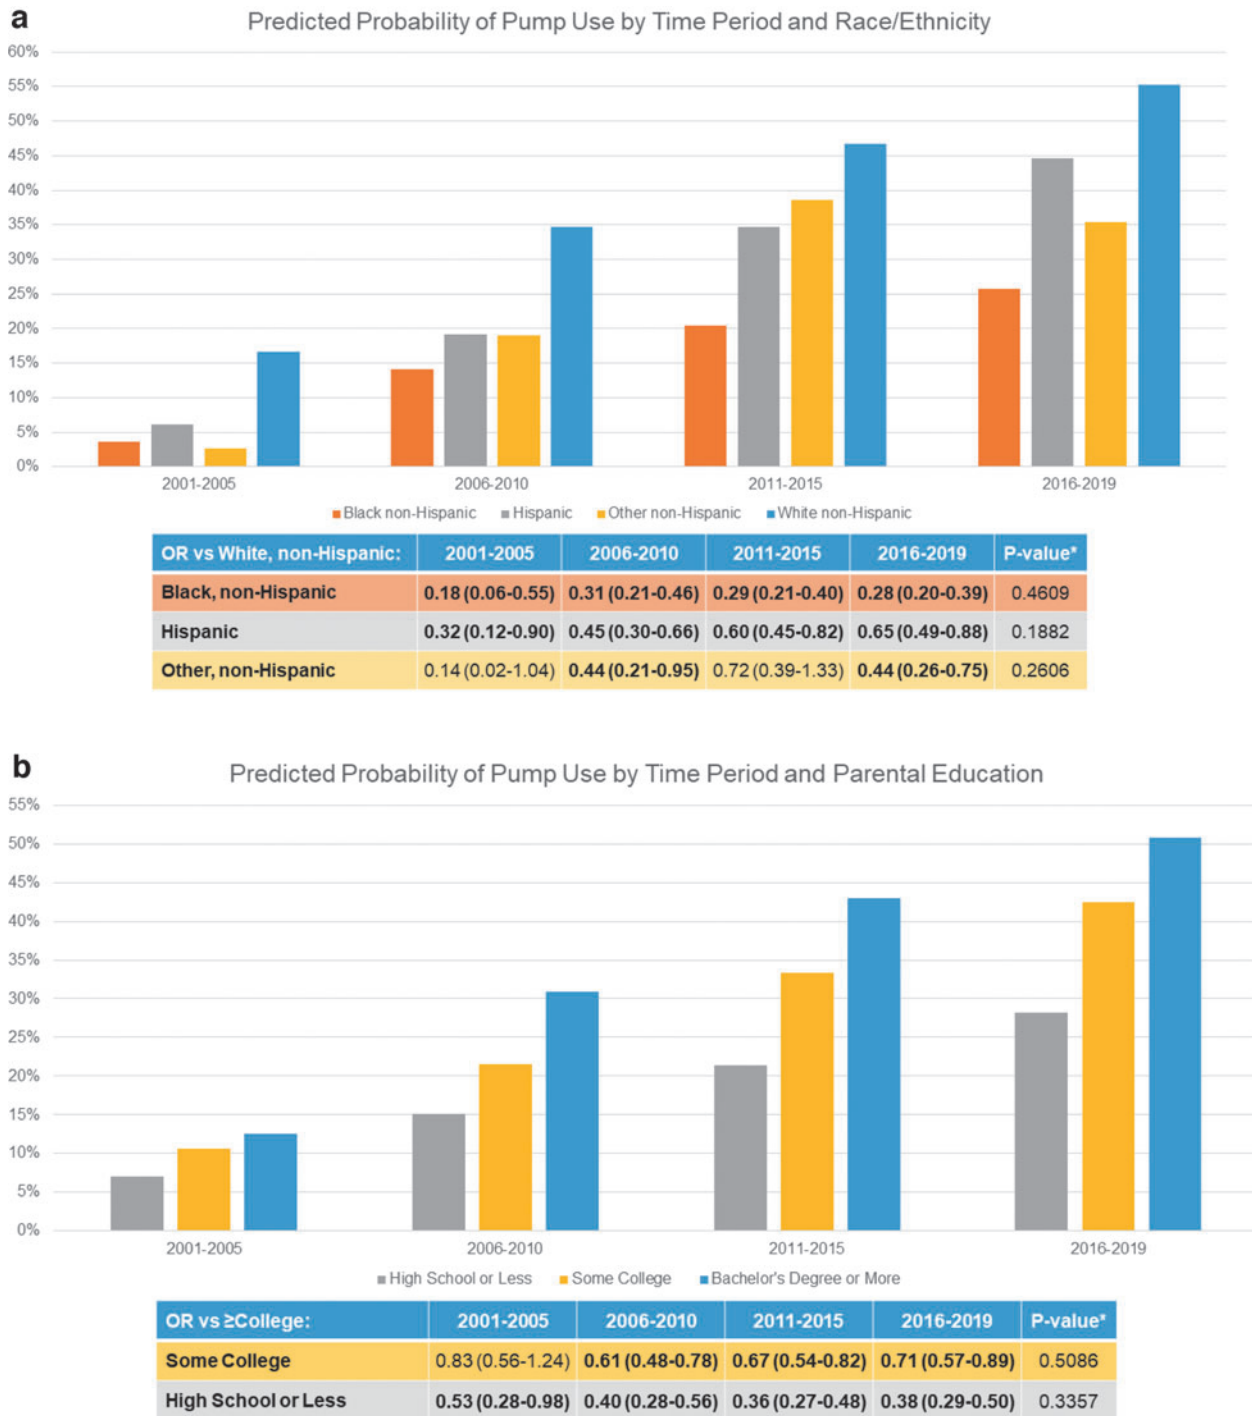 a
Predicted Probability of Pump Use by Time Period and Race/Ethnicity
60%
55%
50%
45%
40%
35%
30%
25%
20%
15%
10%
5%
0%
2001-2005 2006-2010 2011-2015 2016-2019
Black non-Hispanic Hispanic Other non-Hispanic White non-Hispanic
OR vs White, non-Hispanic: 2001-2005 2006-2010 2011-2015 2016-2019 P-value*
Black, non-Hispanic 0.18 (0.06-0.55) 0.31 (0.21-0.46) 0.29 (0.21-0.40) 0.28 (0.20-0.39) 0.4609
Hispanic 0.32 (0.12-0.90) 0.45 (0.30-0.66) 0.60 (0.45-0.82) 0.65 (0.49-0.88) 0.1882
Other, non-Hispanic 0.14 (0.02-1.04) 0.44 (0.21-0.95) 0.72 (0.39-1.33) 0.44 (0.26-0.75) 0.2606
b
Predicted Probability of Pump Use by Time Period and Parental Education
55%
50%
45%
40%
35%
30%
25%
20%
15%
10%
5%
0%
2001-2005 2006-2010 2011-2015 2016-2019
High School or Less Some College Bachelor's Degree or More
OR vs ≥College: 2001-2005 2006-2010 2011-2015 2016-2019 P-value*
Some College 0.83 (0.56-1.24) 0.61 (0.48-0.78) 0.67 (0.54-0.82) 0.71 (0.57-0.89) 0.5086
High School or Less 0.53 (0.28-0.98) 0.40 (0.28-0.56) 0.36 (0.27-0.48) 0.38 (0.29-0.50) 0.3357